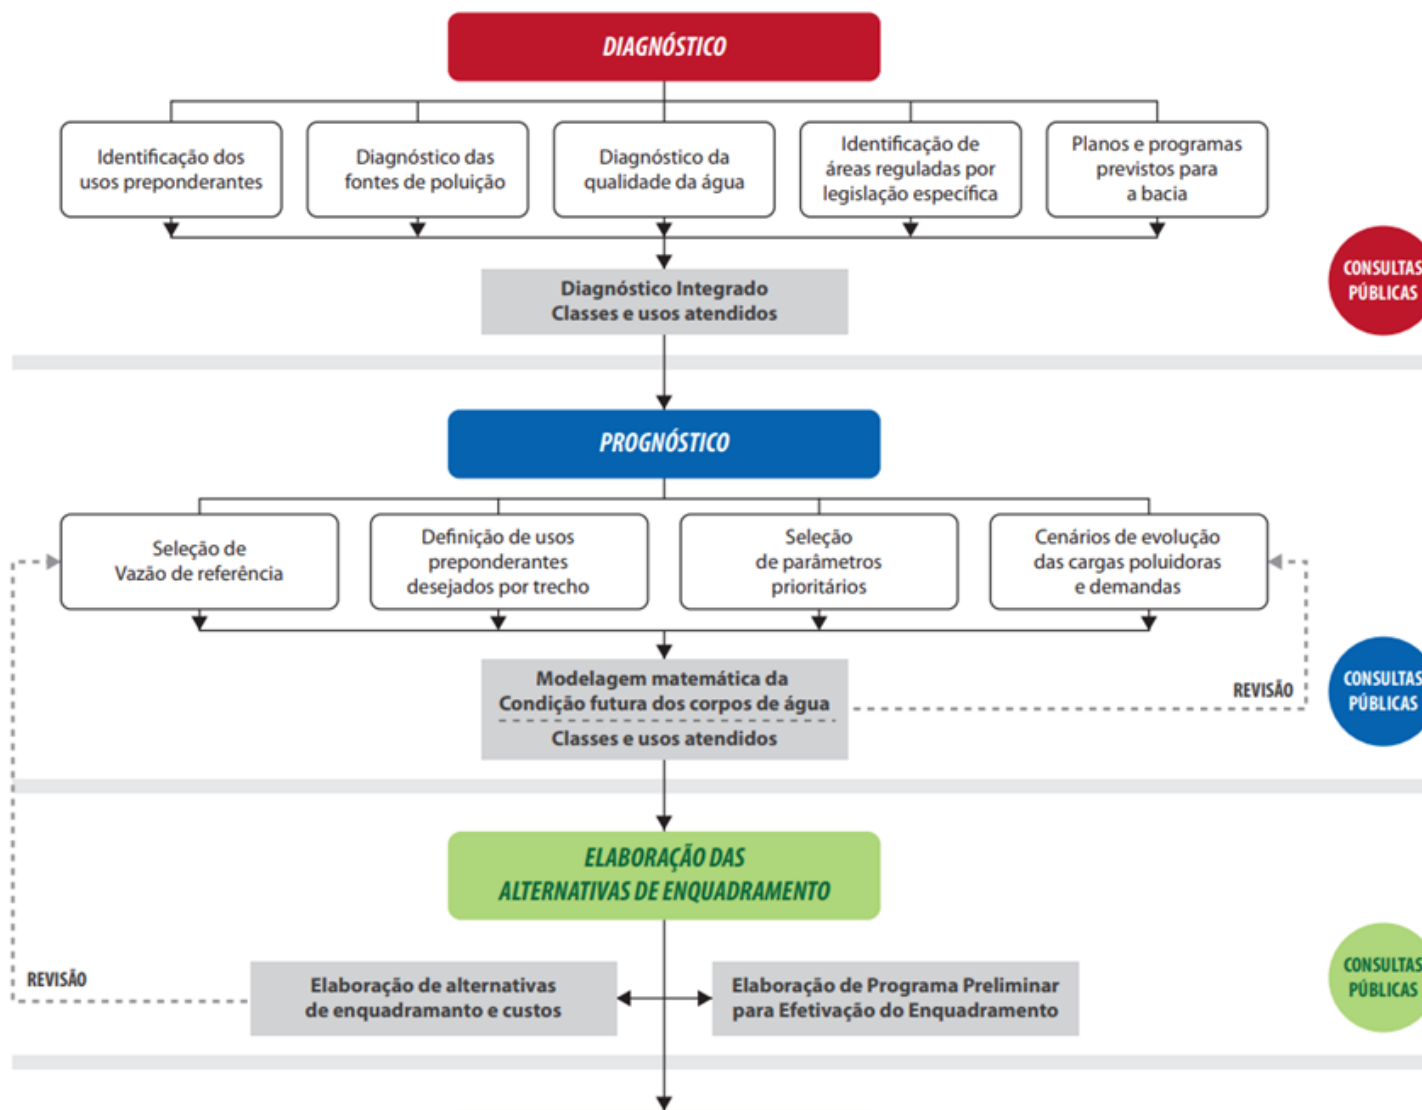 DIAGNÓSTICO
Identificação dos
usos preponderantes
Diagnóstico das
fontes de poluição
Diagnóstico da
qualidade da água
Identificação de
áreas reguladas por
legislação específica
Planos e programas
previstos para
a bacia
CONSULTAS
PÚBLICAS
Diagnóstico Integrado
Classes e usos atendidos
PROGNÓSTICO
Seleção de
Vazão de referência
Definição de usos
preponderantes
desejados por trecho
Seleção
de parâmetros
prioritários
Cenários de evolução
das cargas poluidoras
e demandas
Modelagem matemática da
Condição futura dos corpos de água
Classes e usos atendidos
REVISÃO
CONSULTAS
PÚBLICAS
ELABORAÇÃO DAS
ALTERNATIVAS DE ENQUADRAMENTO
REVISÃO
Elaboração de alternativas
de enquadramanto e custos
Elaboração de Programa Preliminar
para Efetivação do Enquadramento
CONSULTAS
PÚBLICAS